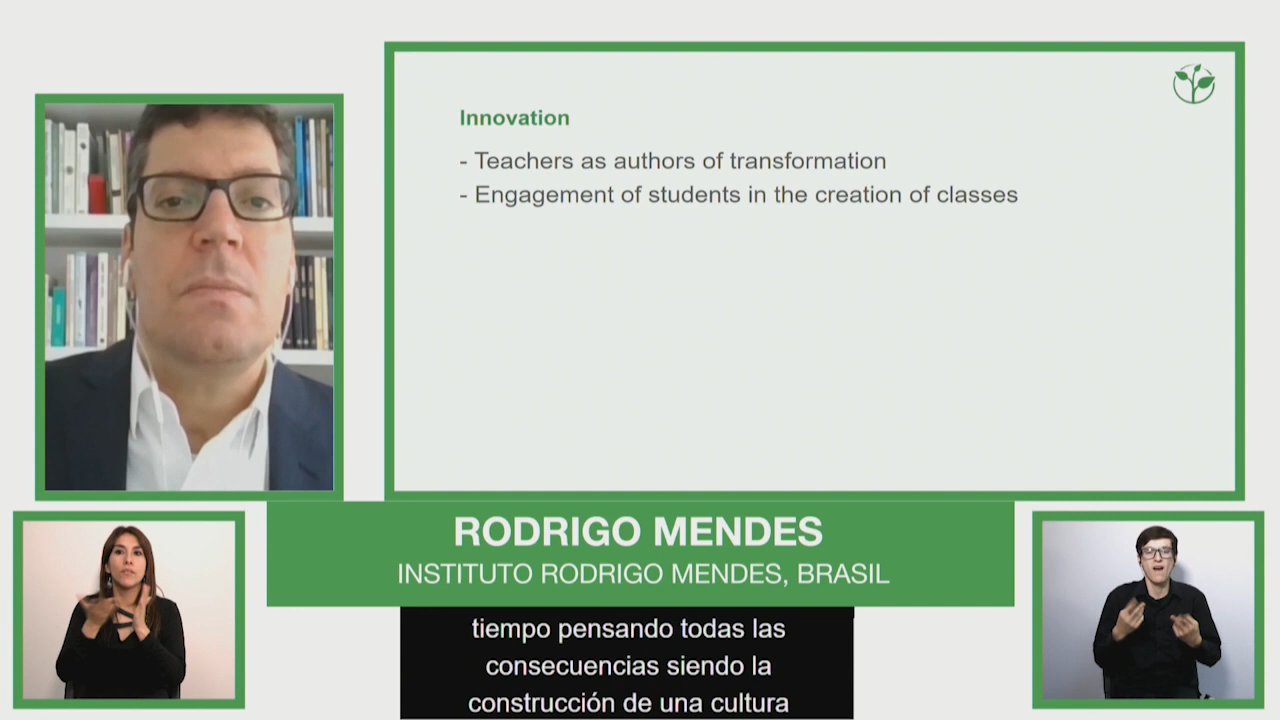 Innovation
- Teachers as authors of transformation
- Engagement of students in the creation of classes
RODRIGO MENDES
INSTITUTO RODRIGO MENDES, BRASIL
tiempo pensando todas las
consecuencias siendo la
construcción de una cultura